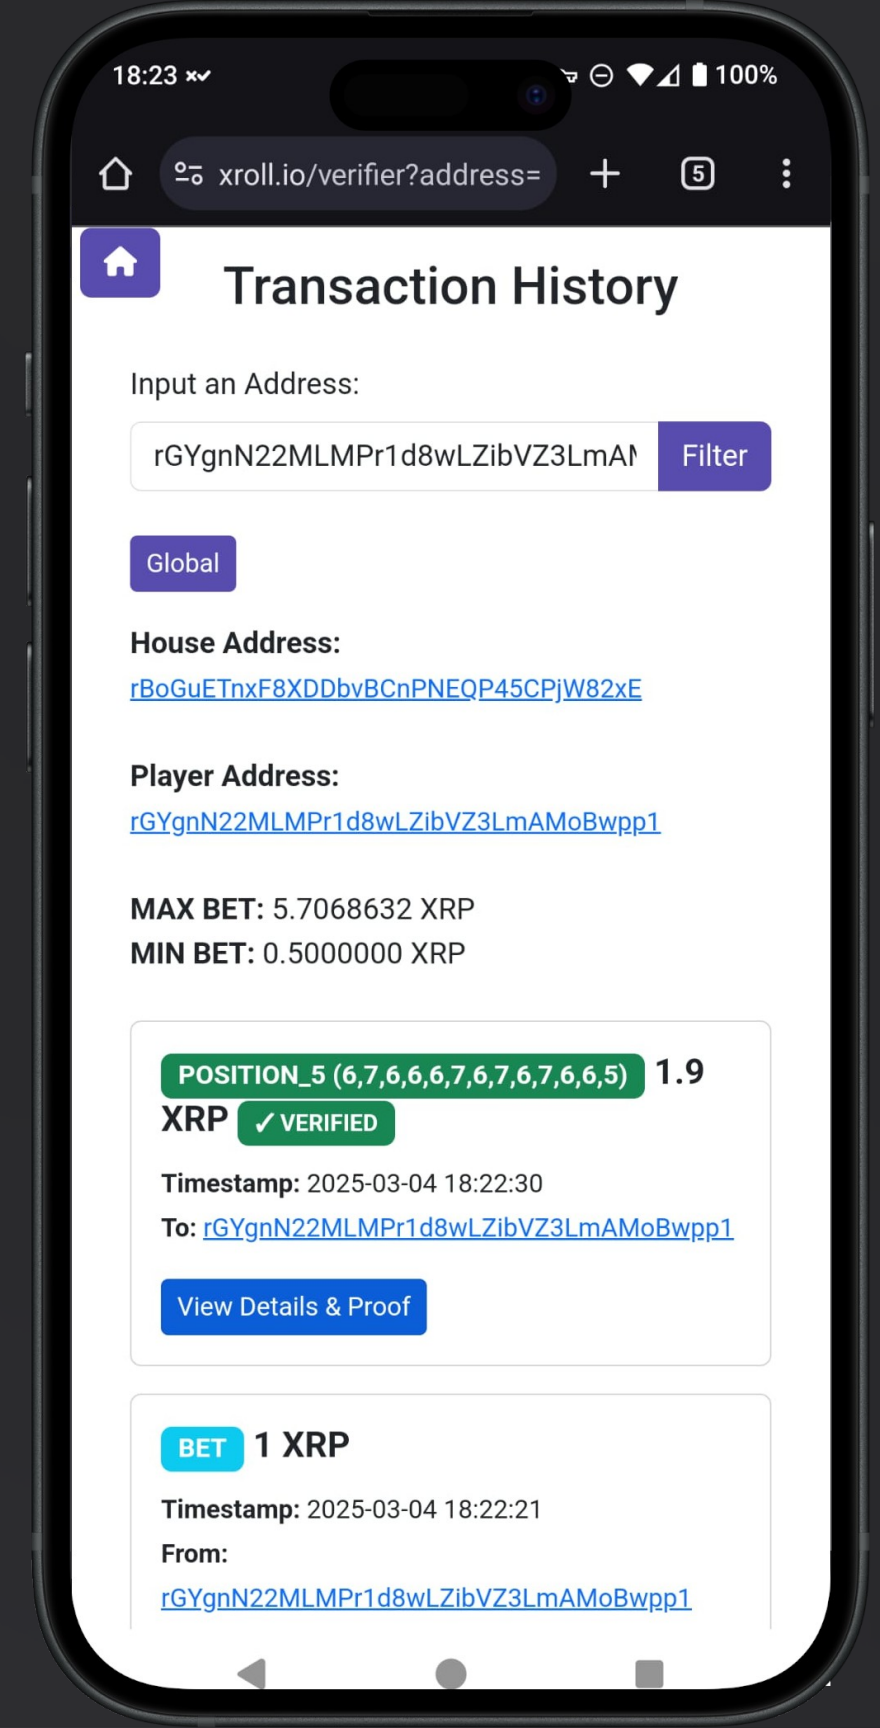 18:23
100%
xroll.io/verifier?address=
5
Transaction History
Input an Address:
rGYgnN22MLMPr1d8wLZibVZ3LmAM
Filter
Global
House Address:
rBoGuETnxF8XDDbvBCnPNEQP45CPjW82xE
Player Address:
rGYgnN22MLMPr1d8wLZibVZ3LmAMoBwpp1
MAX BET: 5.7068632 XRP
MIN BET: 0.5000000 XRP
POSITION_5 (6,7,6,6,6,7,6,7,6,7,6,6,5) 1.9
XRP ✓ VERIFIED
Timestamp: 2025-03-04 18:22:30
To: rGYgnN22MLMPr1d8wLZibVZ3LmAMoBwpp1
View Details & Proof
BET 1 XRP
Timestamp: 2025-03-04 18:22:21
From:
rGYgnN22MLMPr1d8wLZibVZ3LmAMoBwpp1